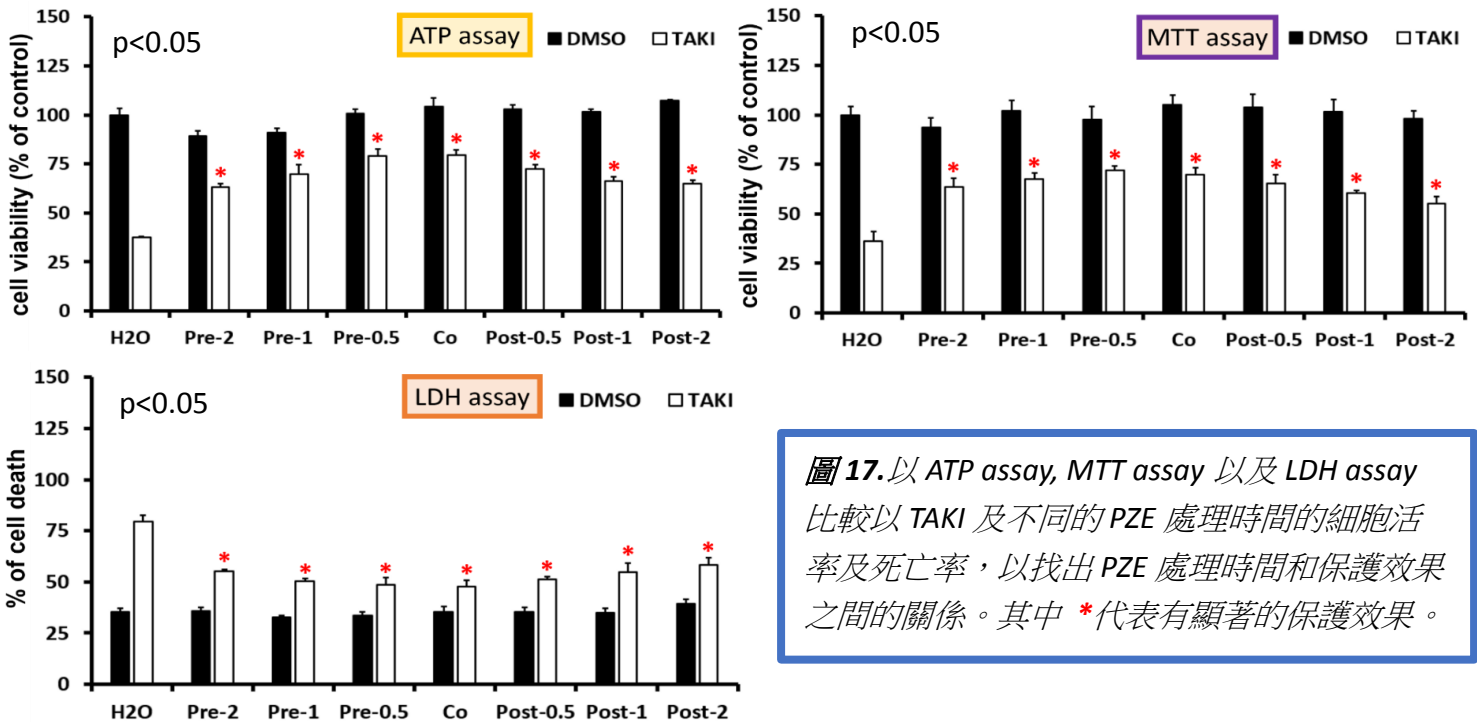 cell viability (% of control)
150
125
100
75
50
25
0
p<0.05
ATP assay
DMSO TAKI
* * * * * * *
H2O Pre-2 Pre-1 Pre-0.5 Co Post-0.5 Post-1 Post-2
cell viability (% of control)
150
125
100
75
50
25
0
p<0.05
MTT assay
DMSO TAKI
* * * * * * *
H2O Pre-2 Pre-1 Pre-0.5 Co Post-0.5 Post-1 Post-2
% of cell death
150
125
100
75
50
25
0
p<0.05
LDH assay
DMSO TAKI
* * * * * * *
H2O Pre-2 Pre-1 Pre-0.5 Co Post-0.5 Post-1 Post-2
圖 17.以 ATP assay, MTT assay 以及 LDH assay
比較以 TAKI 及不同的 PZE 處理時間的細胞活
率及死亡率，以找出 PZE 處理時間和保護效果
之間的關係。其中 *代表有顯著的保護效果。